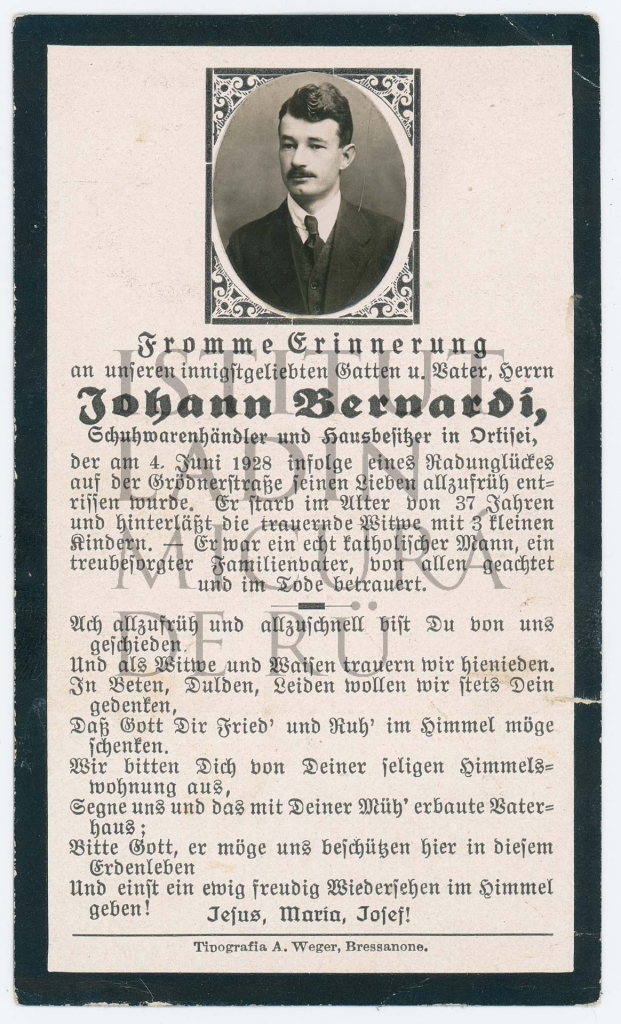 Fromme Erinnerung
an unseren innigstgeliebten Gatten u. Vater, Herrn
Johann Bernardi,
Schuhwarenhändler und Hausbesitzer in Ortisei,
der am 4. Juni 1928 infolge eines Radunglückes
auf der Grödnerstraße seinen Lieben allzufrüh ent-
rissen wurde. Er starb im Alter von 37 Jahren
und hinterläßt die trauernde Witwe mit 3 kleinen
Kindern. — Er war ein echt katholischer Mann, ein
treubesorgter Familienvater, von allen geachtet
und im Tode betrauert.
Ach allzufrüh und allzuschnell bist Du von uns
geschieden.
Und als Witwe und Waisen trauern wir hienieden.
In Beten, Dulden, Leiden wollen wir stets Dein
gedenken,
Daß Gott Dir Fried' und Ruh' im Himmel möge
schenken.
Wir bitten Dich von Deiner seligen Himmels-
wohnung aus,
Segne uns und das mit Deiner Müh' erbaute Vater-
haus;
Bitte Gott, er möge uns beschützen hier in diesem
Erdenleben
Und einst ein ewig freudig Wiedersehen im Himmel
geben!
Jesus, Maria, Josef!
Tipografia A. Weger, Bressanone.
ISTITUT
LADIN
MICURÁ
DE RÜ